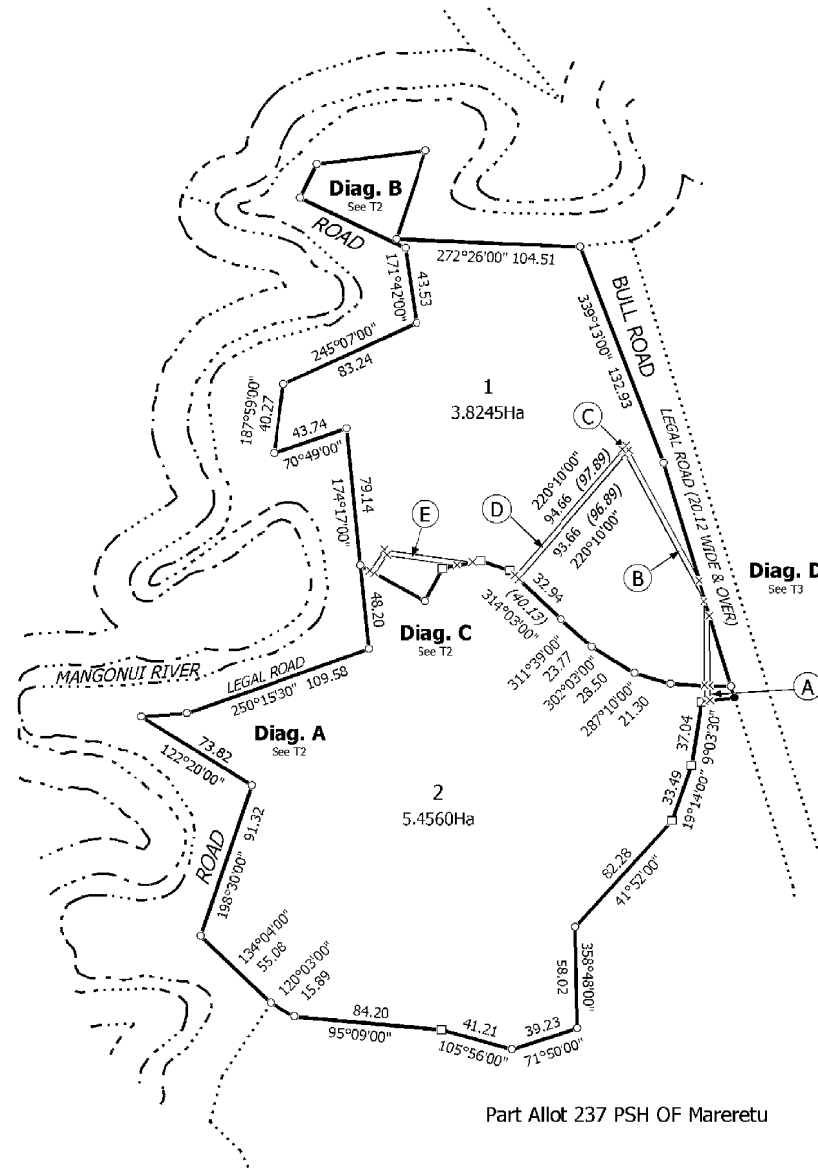 Diag. B
See T2
ROAD
272°26'00" 104.51
171°42'00"
43.53
BULL ROAD
339°13'00" 132.93
245°07'00"
83.24
187°59'00"
40.27
43.74
70°49'00"
1
3.8245Ha
C
LEGAL ROAD (20.12 WIDE & OVER)
220°10'00"
94.66 (97.89)
93.66 (96.89)
220°10'00"
D
E
B
79.14
174°17'00"
32.94
(40.13)
314°03'00"
Diag. D
See T3
48.20
Diag. C
See T2
311°39'00"
23.77
302°03'00"
28.50
287°10'00"
21.30
A
MANGONUI RIVER
LEGAL ROAD
250°15'30" 109.58
Diag. A
See T2
73.82
122°20'00"
37.04
9°03'30"
33.49
19°14'00"
2
5.4560Ha
91.32
198°30'00"
ROAD
82.28
41°52'00"
134°04'00"
55.08
120°03'00"
15.89
358°48'00"
58.02
84.20
95°09'00"
41.21
105°56'00"
39.23
71°50'00"
Part Allot 237 PSH OF Mareretu